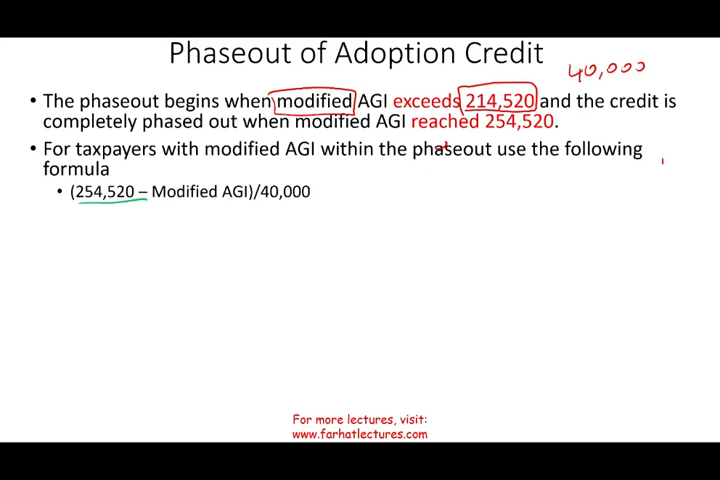 Phaseout of Adoption Credit
40,000
• The phaseout begins when modified AGI exceeds 214,520 and the credit is
completely phased out when modified AGI reached 254,520.
• For taxpayers with modified AGI within the phaseout use the following
formula
• (254,520 – Modified AGI)/40,000
For more lectures, visit:
www.farhatlectures.com